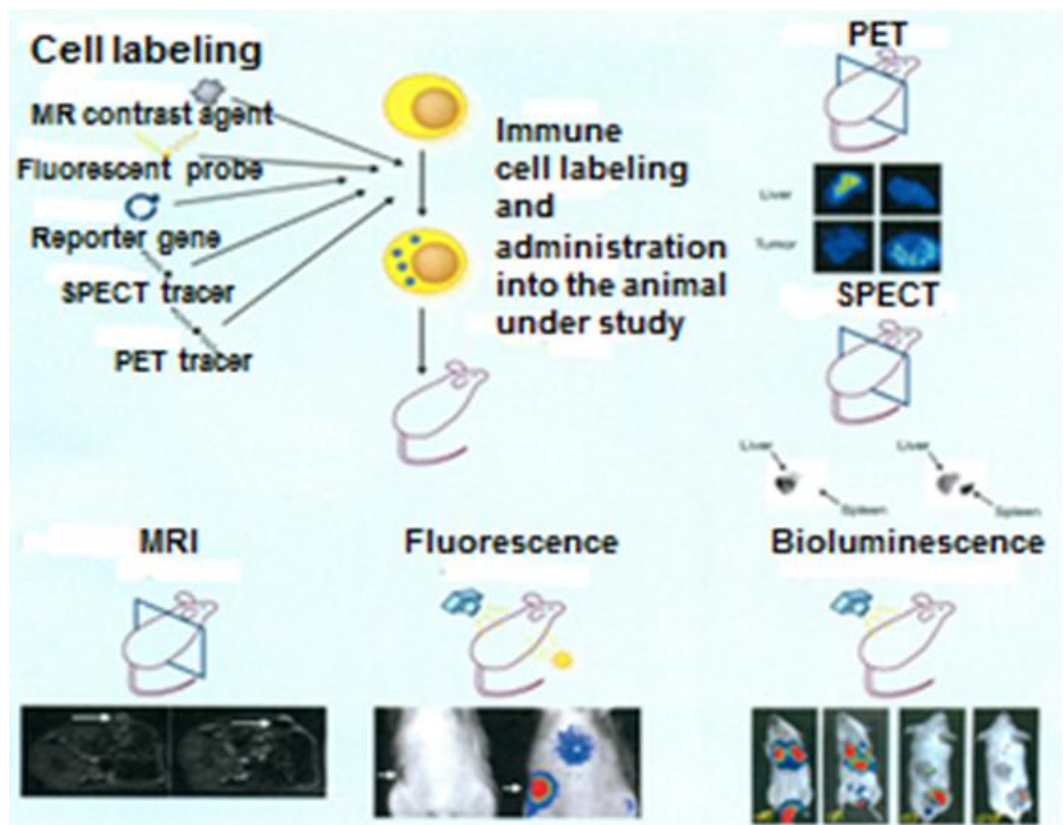 Cell labeling
MR contrast agent
Fluorescent probe
Reporter gene
SPECT tracer
PET tracer
Immune
cell labeling
and
administration
into the animal
under study
PET
Liver
Tumor
SPECT
Liver
Spleen
Liver
Spleen
MRI
Fluorescence
Bioluminescence